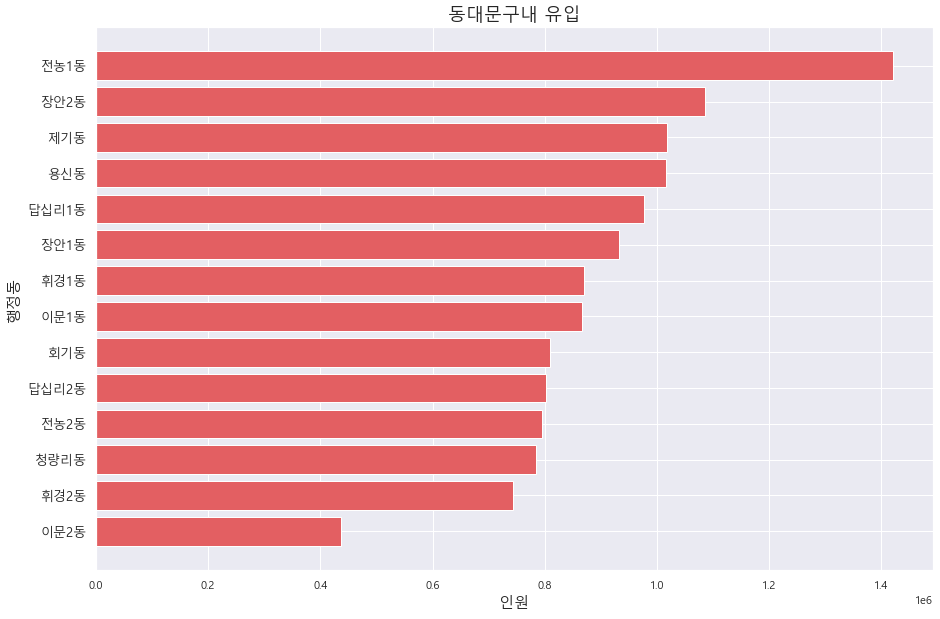 동대문구내 유입
전농1동
장안2동
제기동
용신동
답십리1동
장안1동
휘경1동
이문1동
회기동
답십리2동
전농2동
청량리동
휘경2동
이문2동
행정동
0.0 0.2 0.4 0.6 0.8 1.0 1.2 1.4
1e6
인원